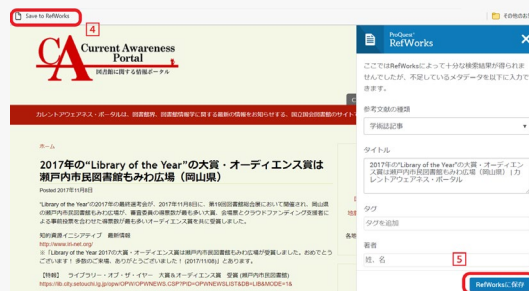 Save to RefWorks
4
その他のお
Current Awareness
Portal
図書館に関する情報ポータル
カレントアウェアネス・ポータルは、図書館界、図書館情報学に関する最新の情報をお知らせする、国立国会図書館のサイト
ホーム
2017年の“Library of the Year”の大賞・オーディエンス賞は
瀬戸内市民図書館もみわ広場（岡山県）
Posted 2017年11月8日
"Library of the Year"の2017年の最終選考会が、2017年11月8日に、第19回図書館総合展において開催され、岡山県
の瀬戸内市民図書館もみわ広場が、審査委員の得票数が最も多い大賞、会場票とクラウドファンディング支援者に
よる事前投票を合わせた得票数が最も多いオーディエンス賞を共に受賞しました。
知的資源イニシアティブ 最新情報
http://www.iri-net.org/
※「Library of the Year 2017の大賞・オーディエンス賞は瀬戸内市民図書館もみわ広場が受賞しました。おめでとう
ございます！ 多数のご来場、ありがとうございました！ (2017/11/08)」とあります。
【特報】 ライブラリー・オブ・ザ・イヤー 大賞&オーディエンス賞 受賞 (瀬戸内市民図書館)
https://lib.city.setouchi.lg.jp/opw/OPW/OPWNEWS.CSP?PID=OPWNEWSLIST&DB=LIB&MODE=1&
ProQuest
RefWorks
ここではRefWorksによって十分な検索結果が得られま
せんでしたが、不足しているメタデータを以下に入力で
きます。
参考文献の種類
学術誌記事
タイトル
2017年の“Library of the Year”の大賞・オーディエン
ス賞は瀬戸内市民図書館もみわ広場（岡山県） | カ
レントアウェアネス・ポータル
タグ
タグを追加
著者
姓、名
5
RefWorksに保存